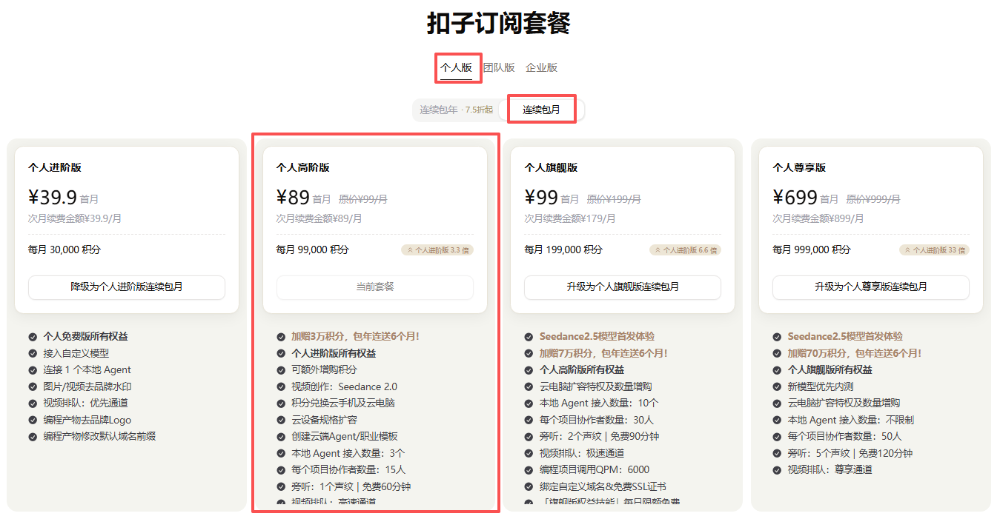 扣子订阅套餐
个人版 团队版 企业版
连续包年 · 7.5折起 连续包月
个人进阶版
¥39.9 首月
次月续费金额¥39.9/月
每月 30,000 积分
降级为个人进阶版连续包月
个人免费版所有权益
接入自定义模型
连接 1 个本地 Agent
图片/视频去品牌水印
视频排队：优先通道
编程产物去品牌Logo
编程产物修改默认域名前缀
个人高阶版
¥89 首月 原价¥99/月
次月续费金额¥89/月
每月 99,000 积分 个人进阶版 3.3 倍
当前套餐
加赠3万积分，包年连送6个月！
个人进阶版所有权益
可额外增购积分
视频创作：Seedance 2.0
积分兑换云手机及云电脑
云设备规格扩容
创建云端Agent/职业模板
本地 Agent 接入数量：3个
每个项目协作者数量：15人
旁听：1个声纹 | 免费60分钟
视频排队：高速通道
个人旗舰版
¥99 首月 原价¥199/月
次月续费金额¥179/月
每月 199,000 积分 个人进阶版 6.6 倍
升级为个人旗舰版连续包月
Seedance2.5模型首发体验
加赠7万积分，包年连送6个月！
个人高阶版所有权益
云电脑扩容特权及数量增购
本地 Agent 接入数量：10个
每个项目协作者数量：30人
旁听：2个声纹 | 免费90分钟
视频排队：极速通道
编程项目调用QPM：6000
绑定自定义域名&免费SSL证书
「旗舰版权益技能」每日限额免费
个人尊享版
¥699 首月 原价¥999/月
次月续费金额¥899/月
每月 999,000 积分 个人进阶版 33 倍
升级为个人尊享版连续包月
Seedance2.5模型首发体验
加赠70万积分，包年连送6个月！
个人旗舰版所有权益
新模型优先内测
云电脑扩容特权及数量增购
本地 Agent 接入数量：不限制
每个项目协作者数量：50人
旁听：5个声纹 | 免费120分钟
视频排队：尊享通道